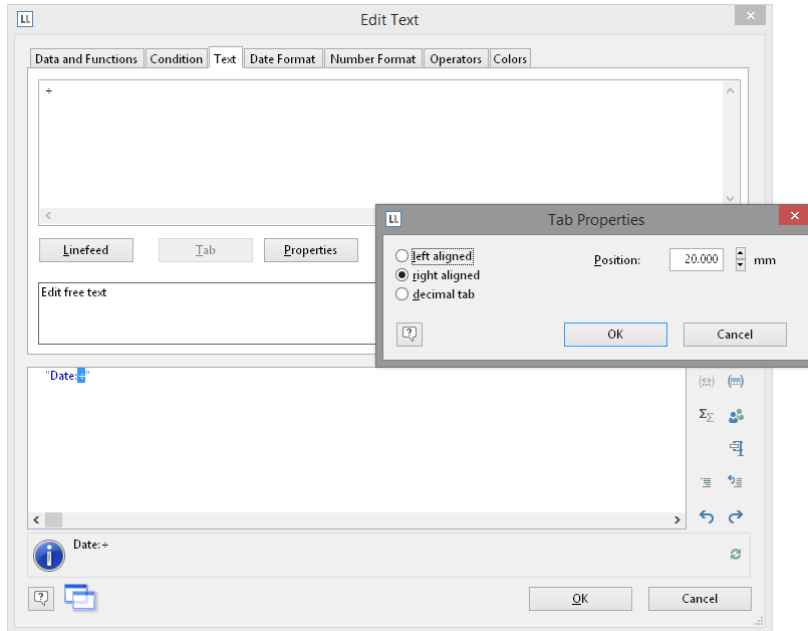 LL Edit Text
Data and Functions Condition Text Date Format Number Format Operators Colors
÷
LL Tab Properties
Linefeed Tab Properties
left aligned
right aligned
decimal tab
Position: 20.000 mm
OK Cancel
Edit free text
"Date:÷"
Date:÷
OK Cancel